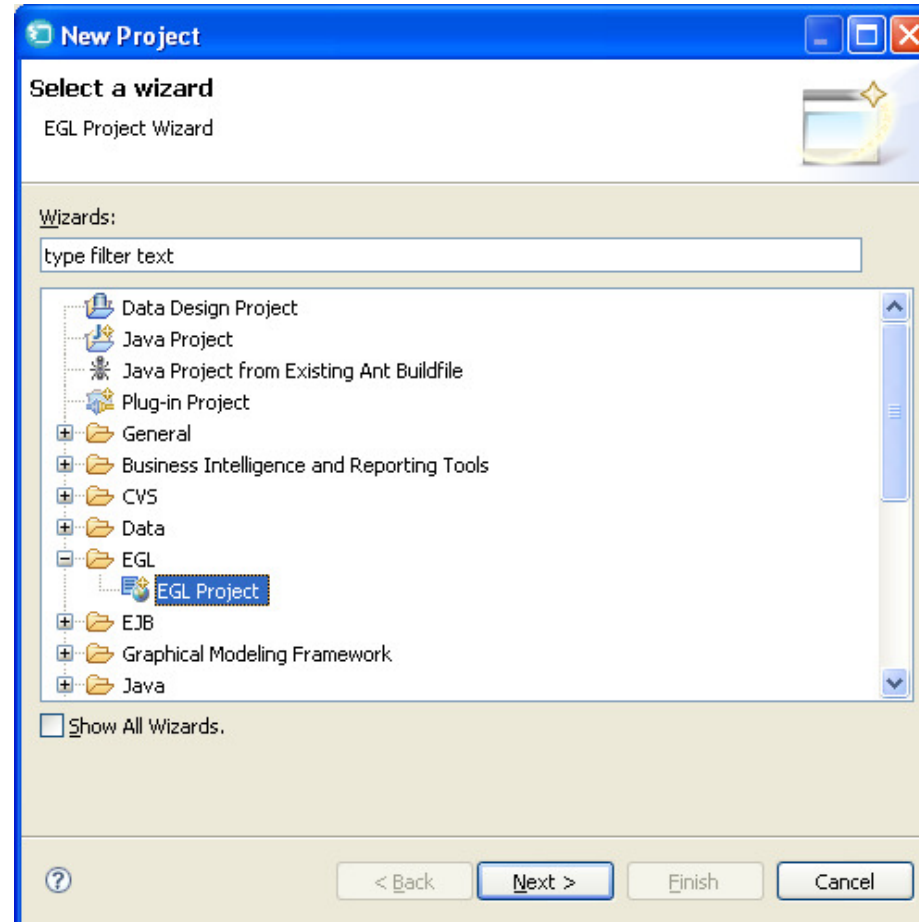 New Project
Select a wizard
EGL Project Wizard
Wizards:
type filter text
Data Design Project
Java Project
Java Project from Existing Ant Buildfile
Plug-in Project
General
Business Intelligence and Reporting Tools
CVS
Data
EGL
EGL Project
EJB
Graphical Modeling Framework
Java
Show All Wizards.
< Back Next > Finish Cancel